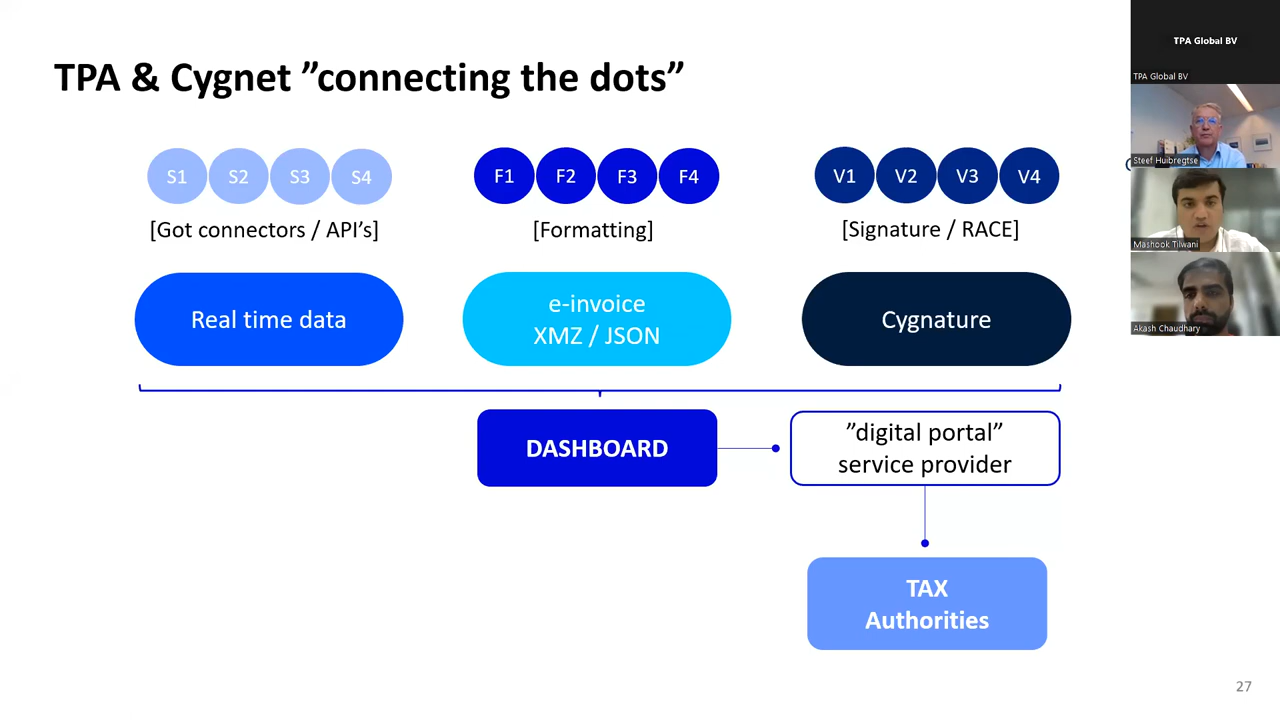 TPA & Cygnet ”connecting the dots”
S1 S2 S3 S4
F1 F2 F3 F4
V1 V2 V3 V4
[Got connectors / API’s]
[Formatting]
[Signature / RACE]
Real time data
e-invoice
XMZ / JSON
Cygnature
DASHBOARD
”digital portal”
service provider
TAX
Authorities
27
TPA Global BV
TPA Global BV
Steef Huibregtse
Mashook Tilwani
Akash Chaudhary